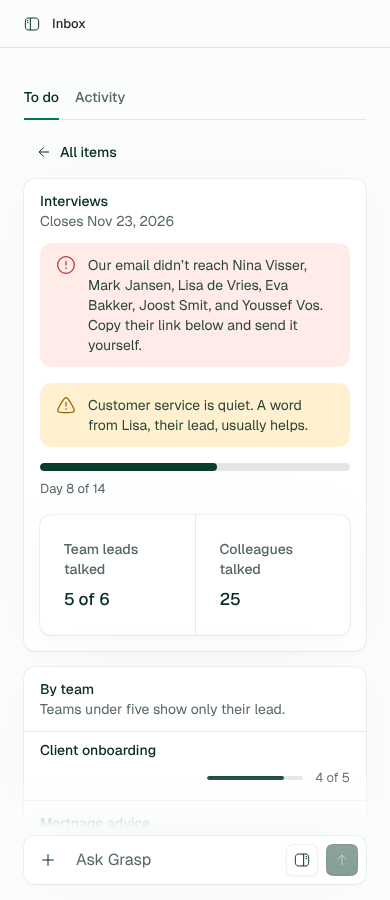 Inbox
To do
Activity
All items
Interviews
Closes Nov 23, 2026
Our email didn’t reach Nina Visser,
Mark Jansen, Lisa de Vries, Eva
Bakker, Joost Smit, and Youssef Vos.
Copy their link below and send it
yourself.
Customer service is quiet. A word
from Lisa, their lead, usually helps.
Day 8 of 14
Team leads
talked
5 of 6
Colleagues
talked
25
By team
Teams under five show only their lead.
Client onboarding
4 of 5
Mortgage advice
Ask Grasp